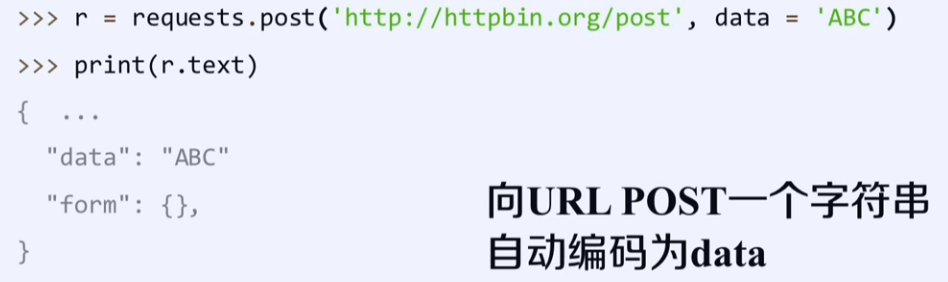 >>> r = requests.post('http://httpbin.org/post', data = 'ABC')
>>> print(r.text)
{  ...
  "data": "ABC"
  "form": {},
}
向URL POST一个字符串
自动编码为data